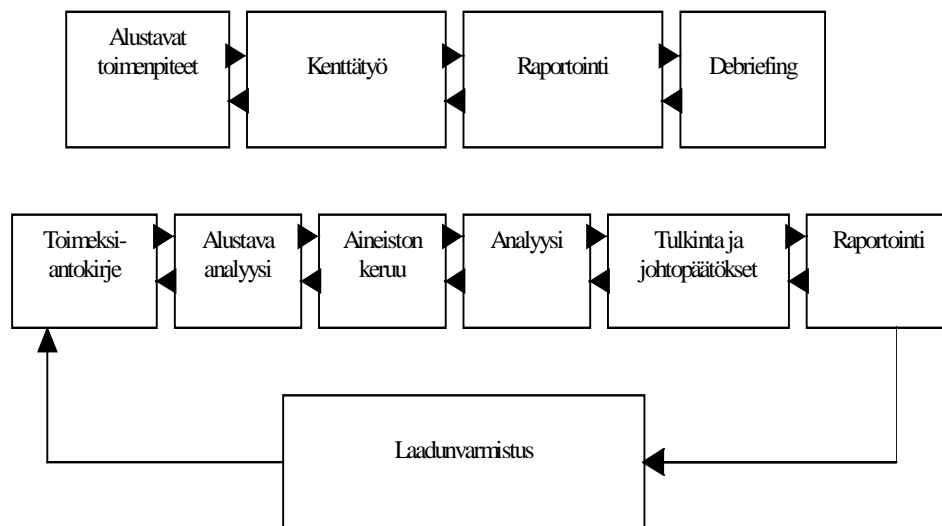 Alustavat
toimenpiteet
Kenttätyö
Raportointi
Debriefing
Toimeksi-
antokirje
Alustava
analyysi
Aineiston
keruu
Analyysi
Tulkinta ja
johtopäätökset
Raportointi
Laadunvarmistus